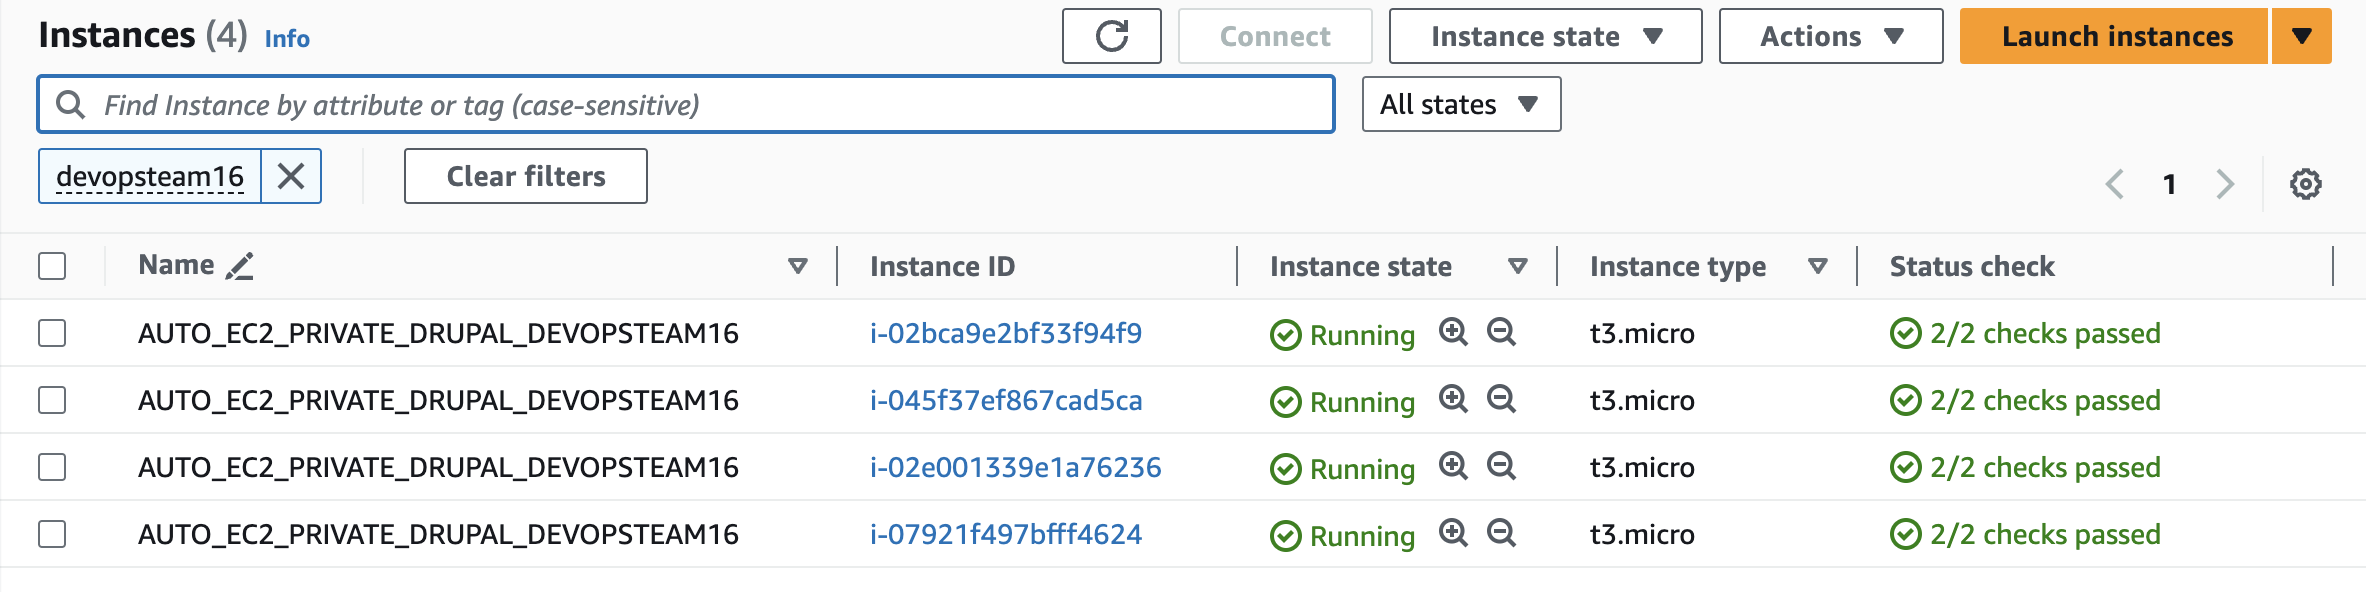 Instances (4) Info Connect Instance state Actions Launch instances
Find Instance by attribute or tag (case-sensitive) All states
devopsteam16 Clear filters 1
Name Instance ID Instance state Instance type Status check
AUTO_EC2_PRIVATE_DRUPAL_DEVOPSTEAM16 i-02bca9e2bf33f94f9 Running t3.micro 2/2 checks passed
AUTO_EC2_PRIVATE_DRUPAL_DEVOPSTEAM16 i-045f37ef867cad5ca Running t3.micro 2/2 checks passed
AUTO_EC2_PRIVATE_DRUPAL_DEVOPSTEAM16 i-02e001339e1a76236 Running t3.micro 2/2 checks passed
AUTO_EC2_PRIVATE_DRUPAL_DEVOPSTEAM16 i-07921f497bfff4624 Running t3.micro 2/2 checks passed